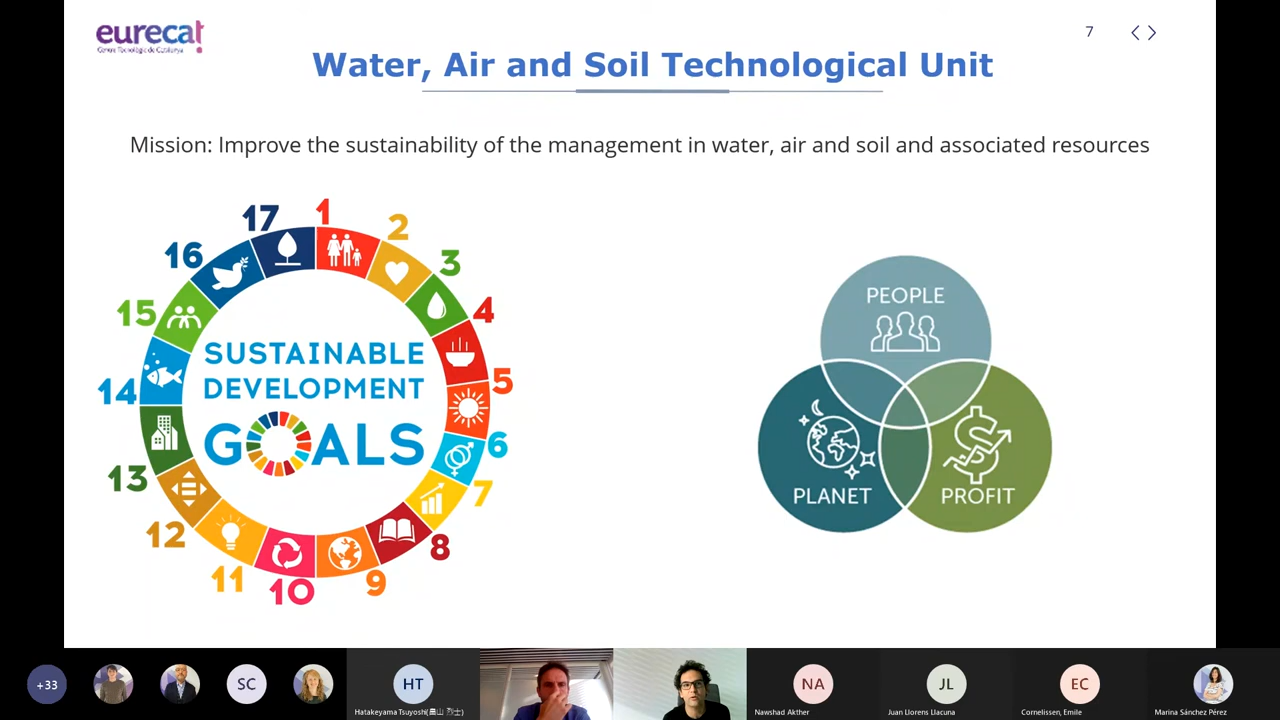 eurecat
Centre Tecnològic de Catalunya
7
Water, Air and Soil Technological Unit
Mission: Improve the sustainability of the management in water, air and soil and associated resources
17
1
2
16
3
15
4
14
5
6
13
7
12
8
11
10
9
SUSTAINABLE
DEVELOPMENT
GOALS
PEOPLE
PLANET
PROFIT
+33
SC
HT
NA
JL
EC
Hatakeyama Tsuyoshi(畠山 烈士)
Nawshad Akther
Juan Llorens Llacuna
Cornelissen, Emile
Marina Sánchez Pérez